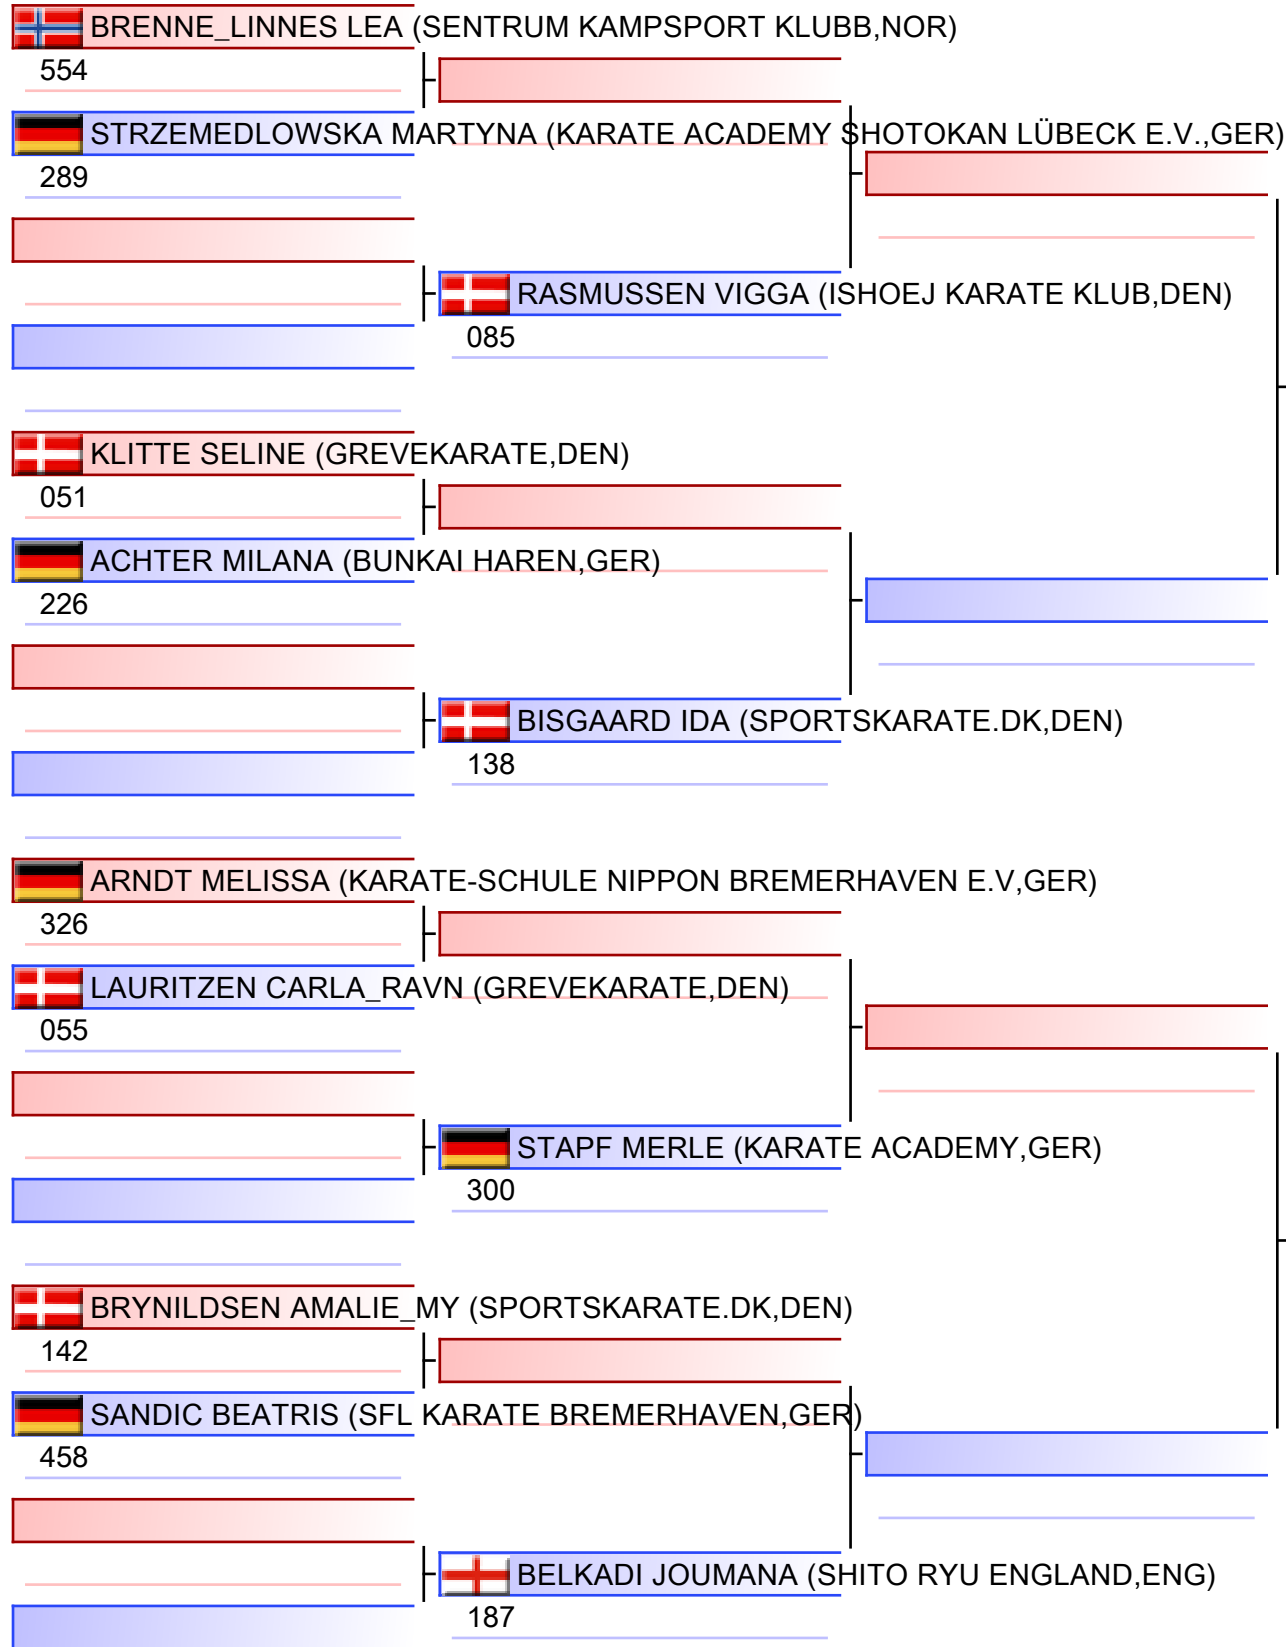 BRENNE_LINNES LEA (SENTRUM KAMPSPORT KLUBB,NOR)
554
STRZEMEDLOWSKA MARTYNA (KARATE ACADEMY SHOTOKAN LÜBECK E.V.,GER)
289
RASMUSSEN VIGGA (ISHOEJ KARATE KLUB,DEN)
085
KLITTE SELINE (GREVEKARATE,DEN)
051
ACHTER MILANA (BUNKAI HAREN,GER)
226
BISGAARD IDA (SPORTSKARATE.DK,DEN)
138
ARNDT MELISSA (KARATE-SCHULE NIPPON BREMERHAVEN E.V,GER)
326
LAURITZEN CARLA_RAVN (GREVEKARATE,DEN)
055
STAPF MERLE (KARATE ACADEMY,GER)
300
BRYNILDSEN AMALIE_MY (SPORTSKARATE.DK,DEN)
142
SANDIC BEATRIS (SFL KARATE BREMERHAVEN,GER)
458
BELKADI JOUMANA (SHITO RYU ENGLAND,ENG)
187